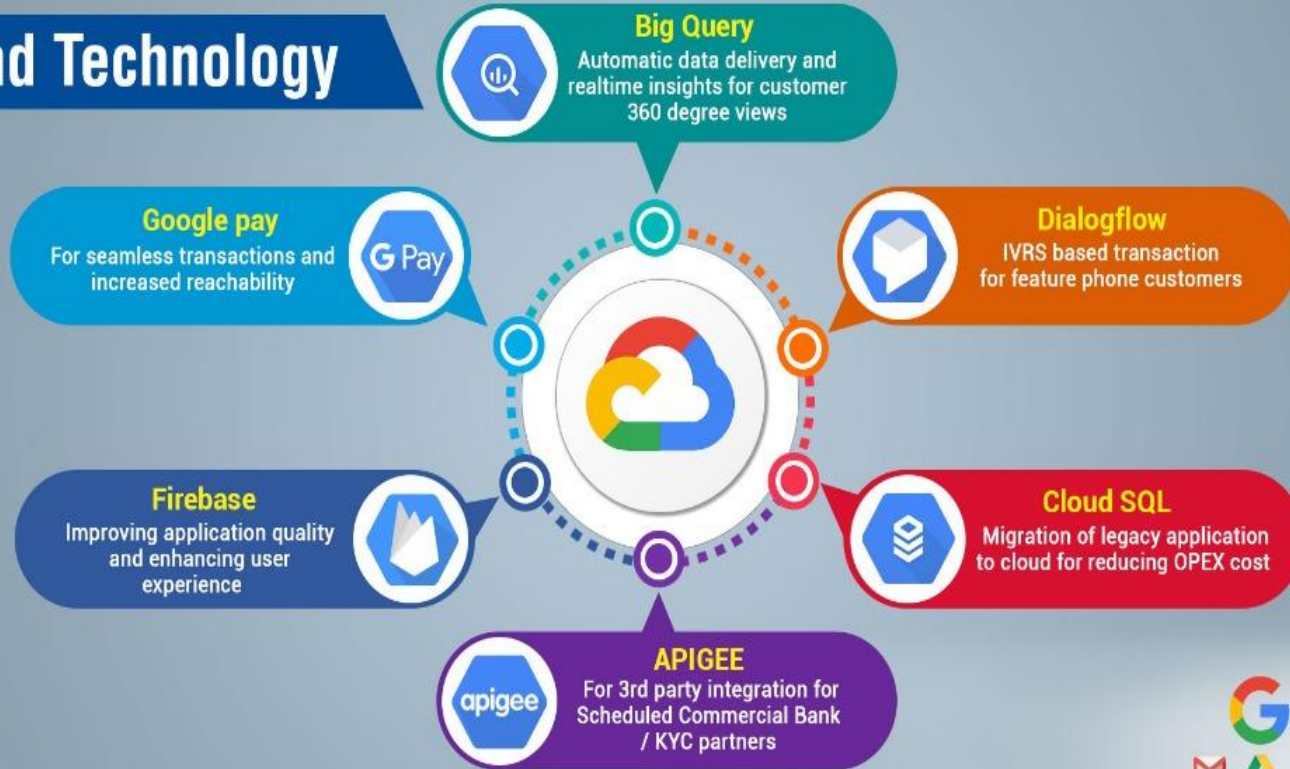 nd Technology
Big Query
Automatic data delivery and
realtime insights for customer
360 degree views
Google pay
For seamless transactions and
increased reachability
G Pay
Dialogflow
IVRS based transaction
for feature phone customers
Firebase
Improving application quality
and enhancing user
experience
Cloud SQL
Migration of legacy application
to cloud for reducing OPEX cost
APIGEE
For 3rd party integration for
Scheduled Commercial Bank
/ KYC partners
apigee
G